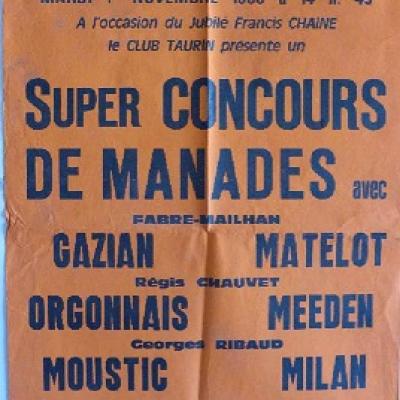 NOVEMBRE
A l'occasion du Jubilé Francis CHAINE
le CLUB TAURIN présente un
SUPER CONCOURS
DE MANADES avec
FABRE-MAILHAN
GAZIAN MATELOT
Régis CHAUVET
ORGONNAIS MEEDEN
Georges RIBAUD
MOUSTIC MILAN